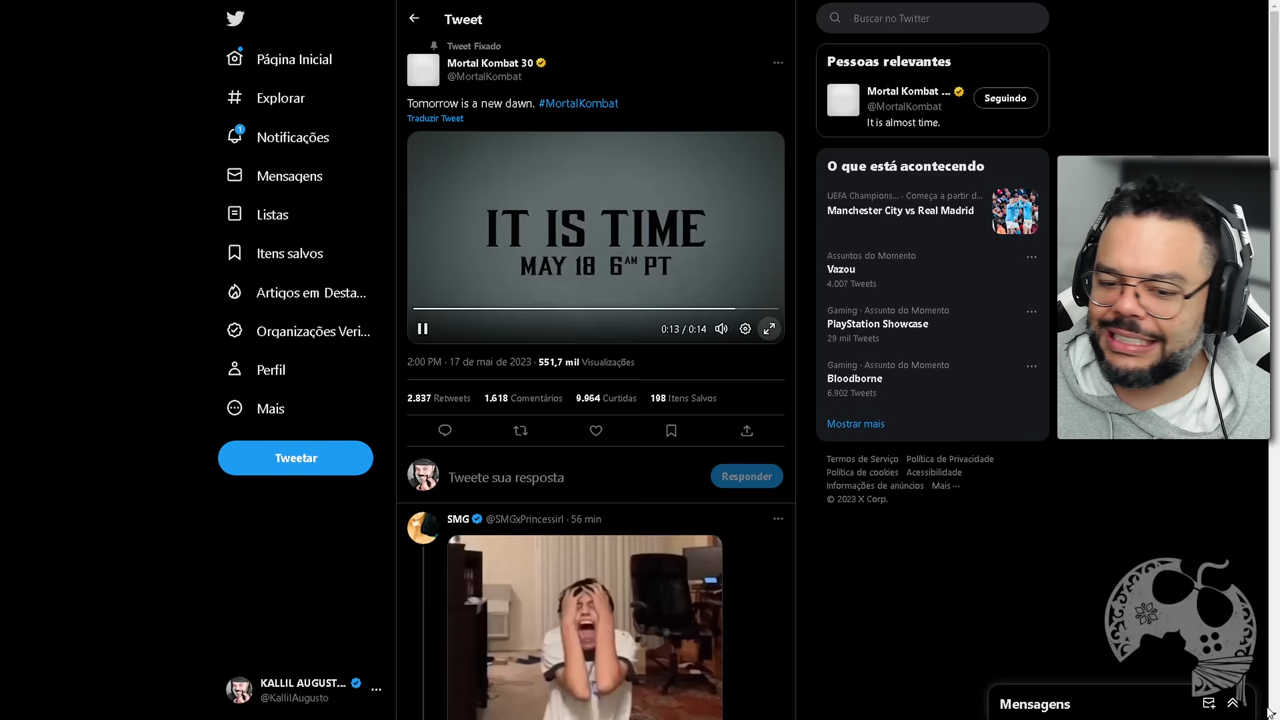 Página Inicial
Explorar
1
Notificações
Mensagens
Listas
Itens salvos
Artigos em Desta...
Organizações Veri...
Perfil
Mais
Tweetar
KALLIL AUGUST...
@KallilAugusto
Tweet
Tweet Fixado
Mortal Kombat 30
@MortalKombat
Tomorrow is a new dawn. #MortalKombat
Traduzir Tweet
IT IS TIME
MAY 18 6AM PT
0:13 / 0:14
2:00 PM · 17 de mai de 2023 · 551,7 mil Visualizações
2.837 Retweets 1.618 Comentários 9.964 Curtidas 198 Itens Salvos
Tweete sua resposta
Responder
SMG @SMGxPrincessirl · 56 min
Buscar no Twitter
Pessoas relevantes
Mortal Kombat ...
@MortalKombat
Seguindo
It is almost time.
O que está acontecendo
UEFA Champions... · Começa a partir d...
Manchester City vs Real Madrid
Assuntos do Momento
Vazou
4.007 Tweets
Gaming · Assunto do Momento
PlayStation Showcase
29 mil Tweets
Gaming · Assunto do Momento
Bloodborne
6.902 Tweets
Mostrar mais
Termos de Serviço Política de Privacidade
Política de cookies Acessibilidade
Informações de anúncios Mais ···
© 2023 X Corp.
Mensagens